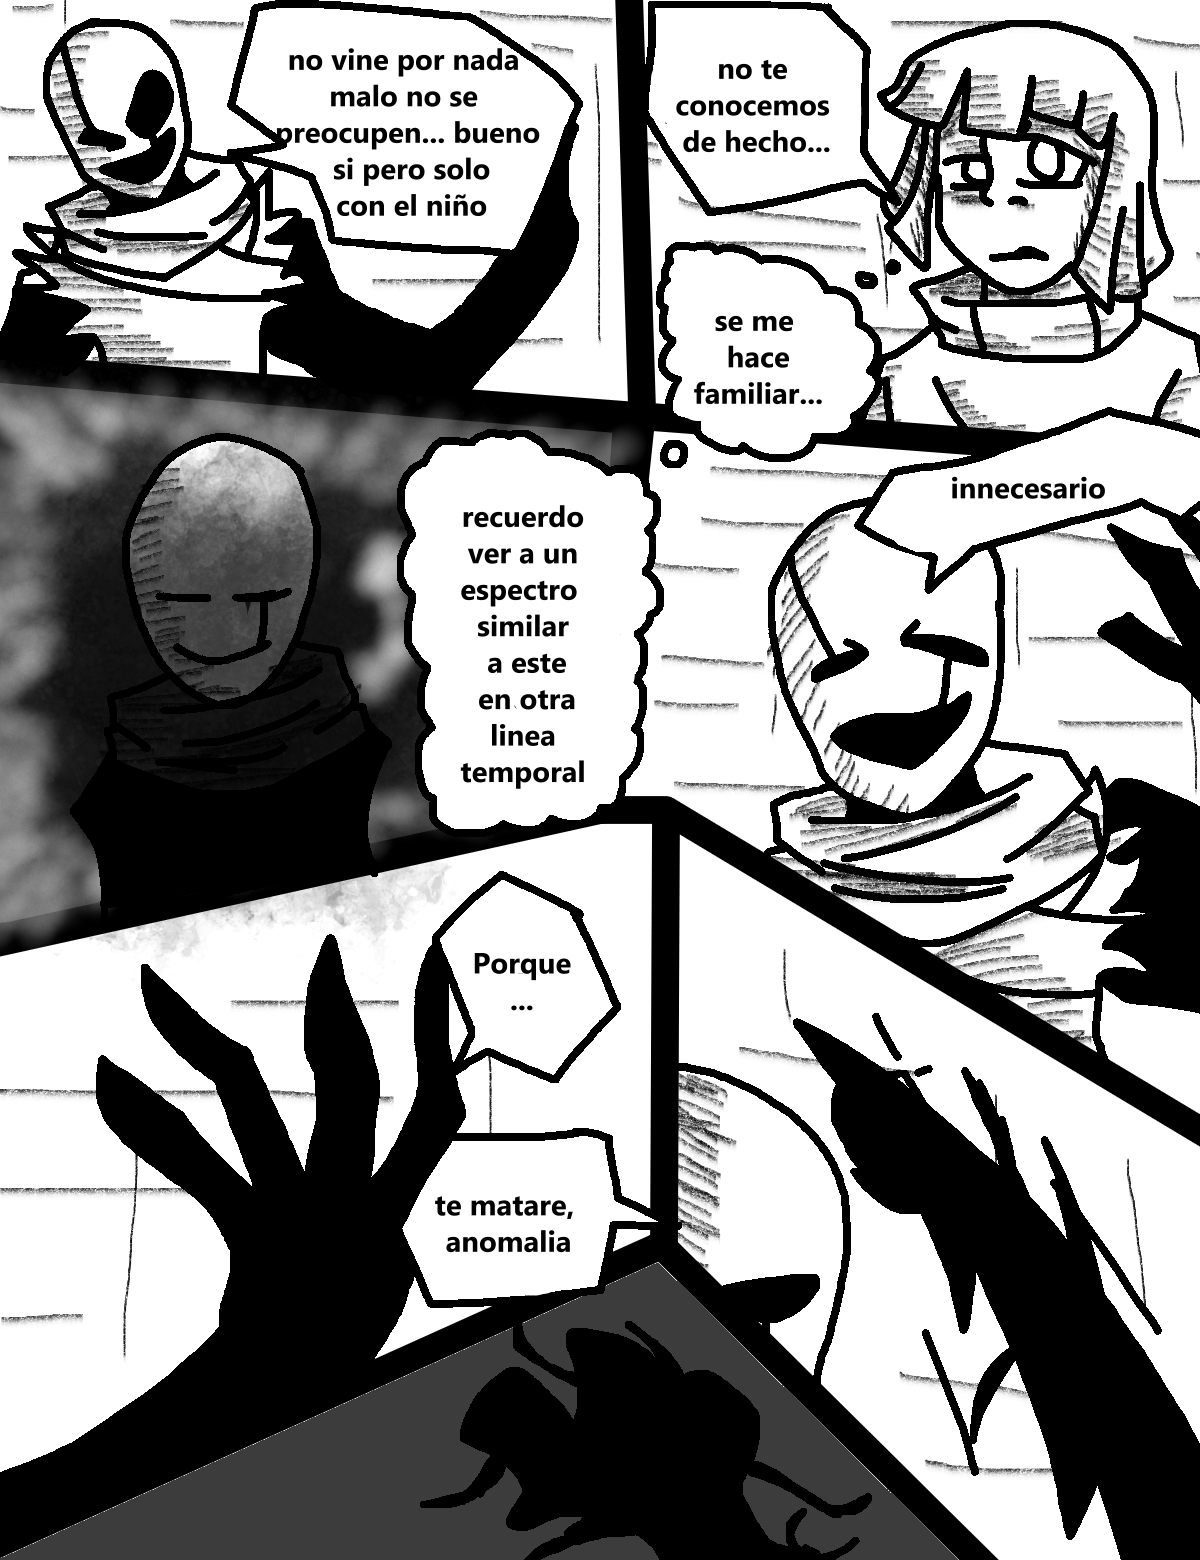 no vine por nada
malo no se
preocupen... bueno
si pero solo
con el niño
no te
conocemos
de hecho...
se me
hace
familiar...
recuerdo
ver a un
espectro
similar
a este
en otra
linea
temporal
innecesario
Porque
...
te matare,
anomalia